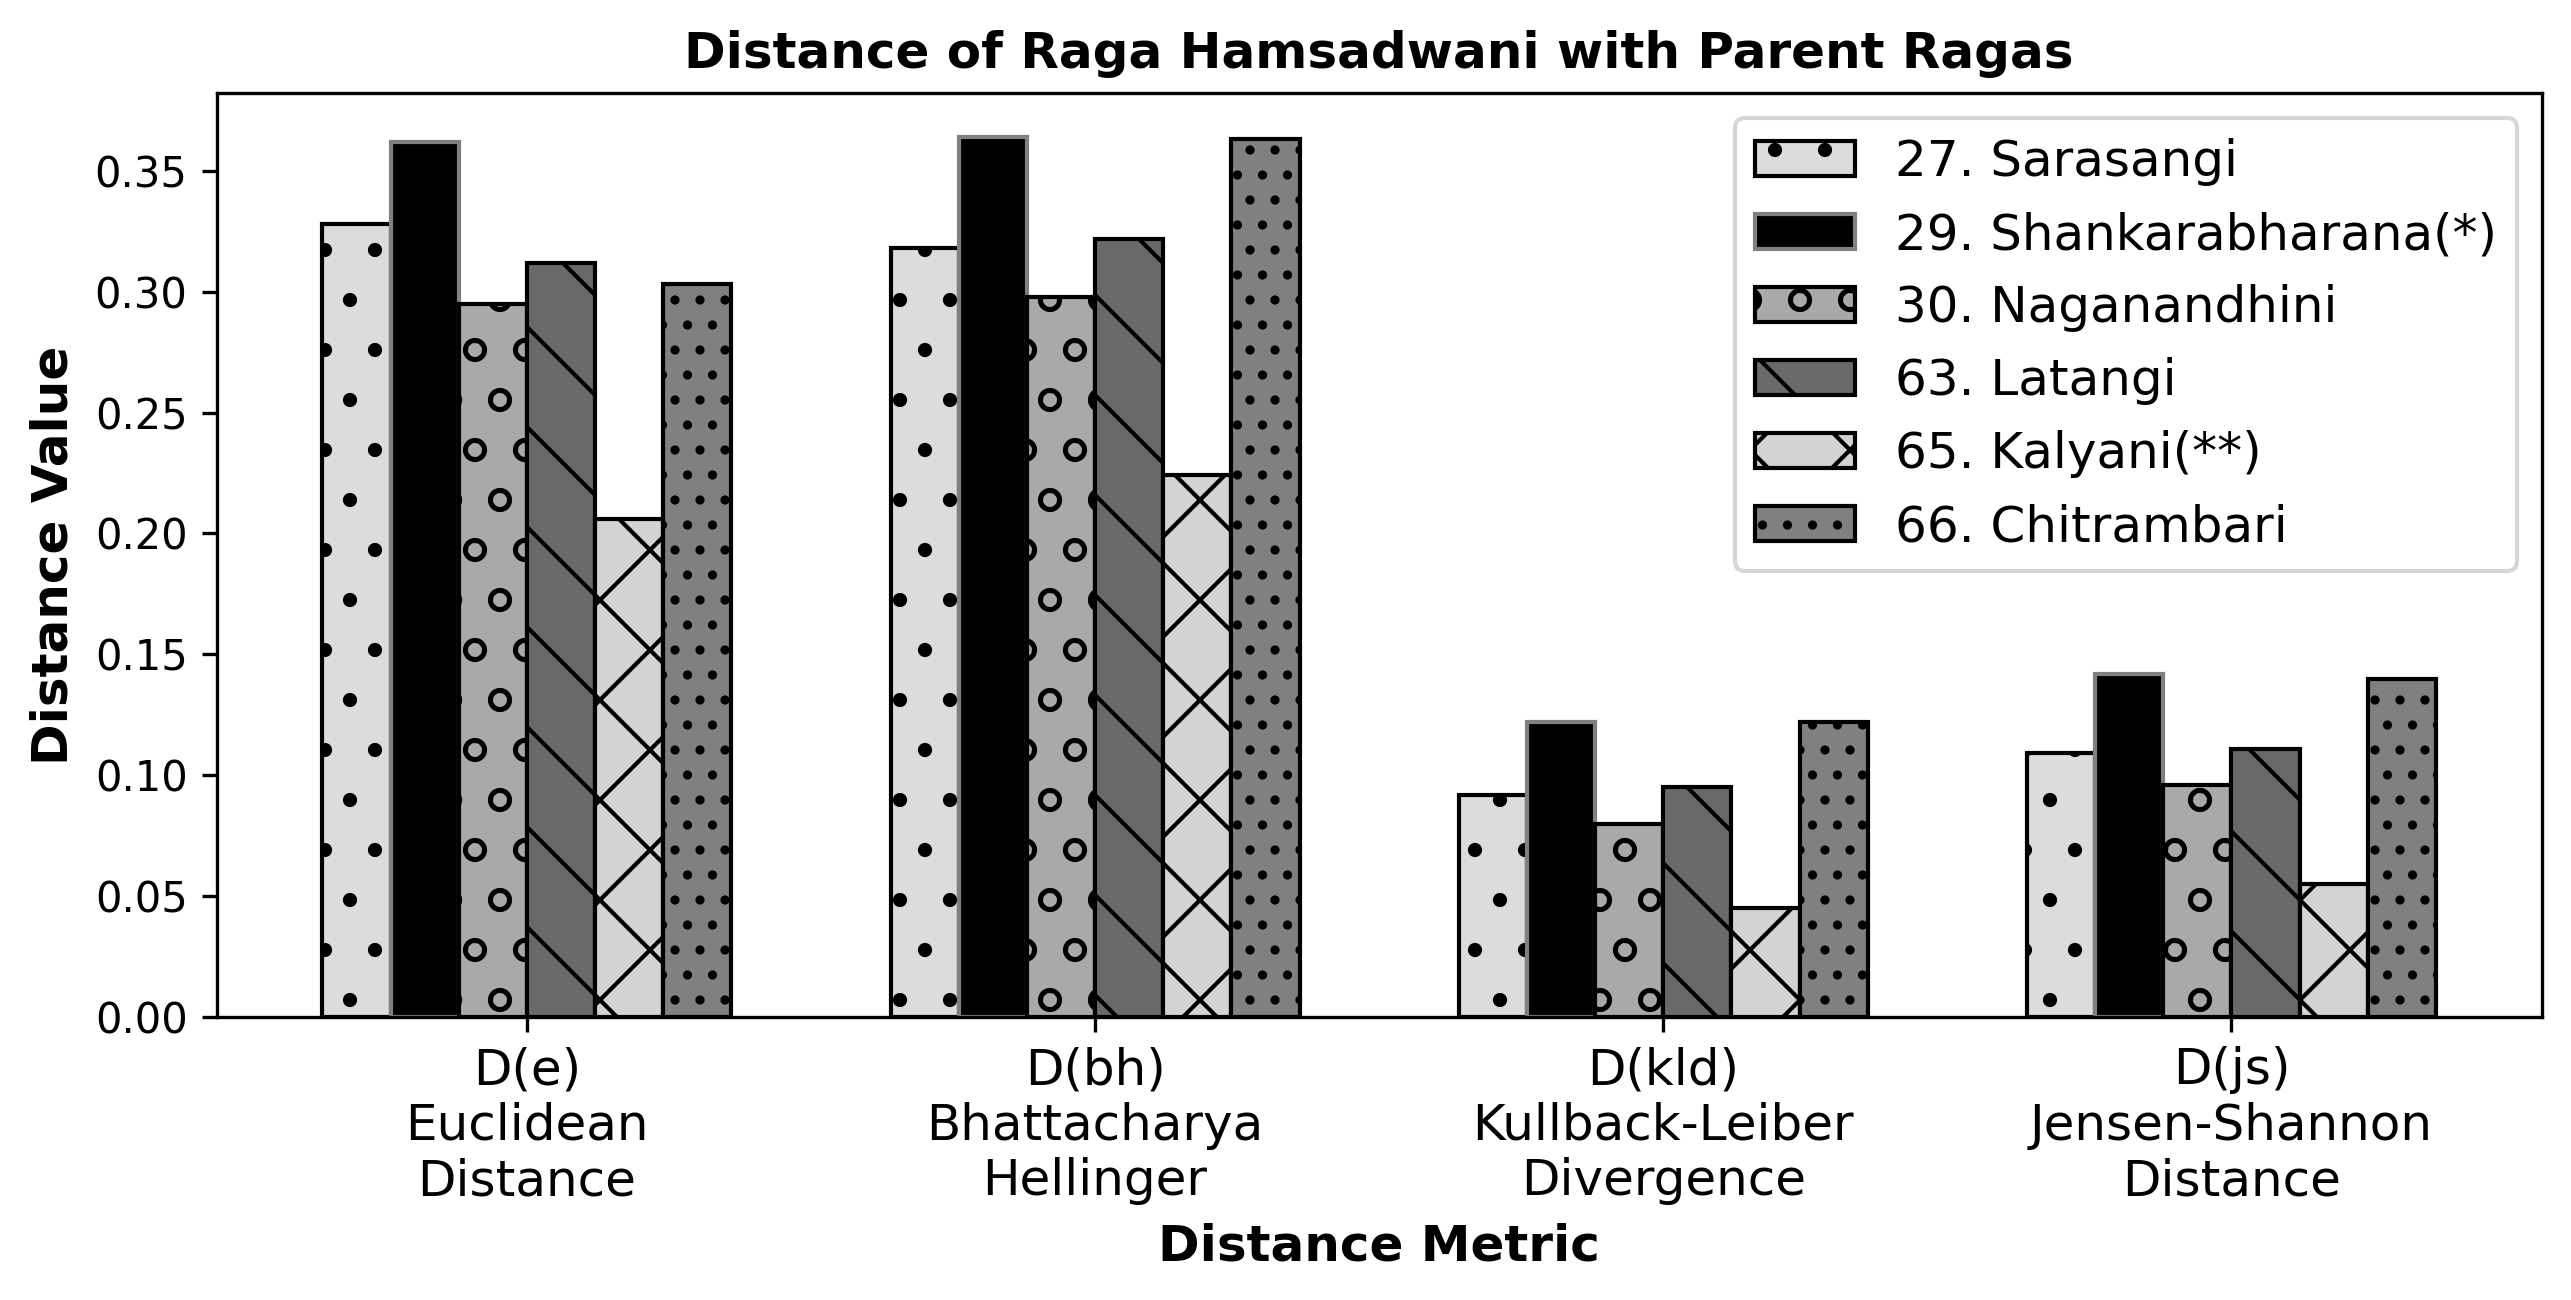 Distance of Raga Hamsadwani with Parent Ragas
Distance Value
0.35
0.30
0.25
0.20
0.15
0.10
0.05
0.00
27. Sarasangi
29. Shankarabharana(*)
30. Naganandhini
63. Latangi
65. Kalyani(**)
66. Chitrambari
D(e)
Euclidean
Distance
D(bh)
Bhattacharya
Hellinger
D(kld)
Kullback-Leiber
Divergence
D(js)
Jensen-Shannon
Distance
Distance Metric